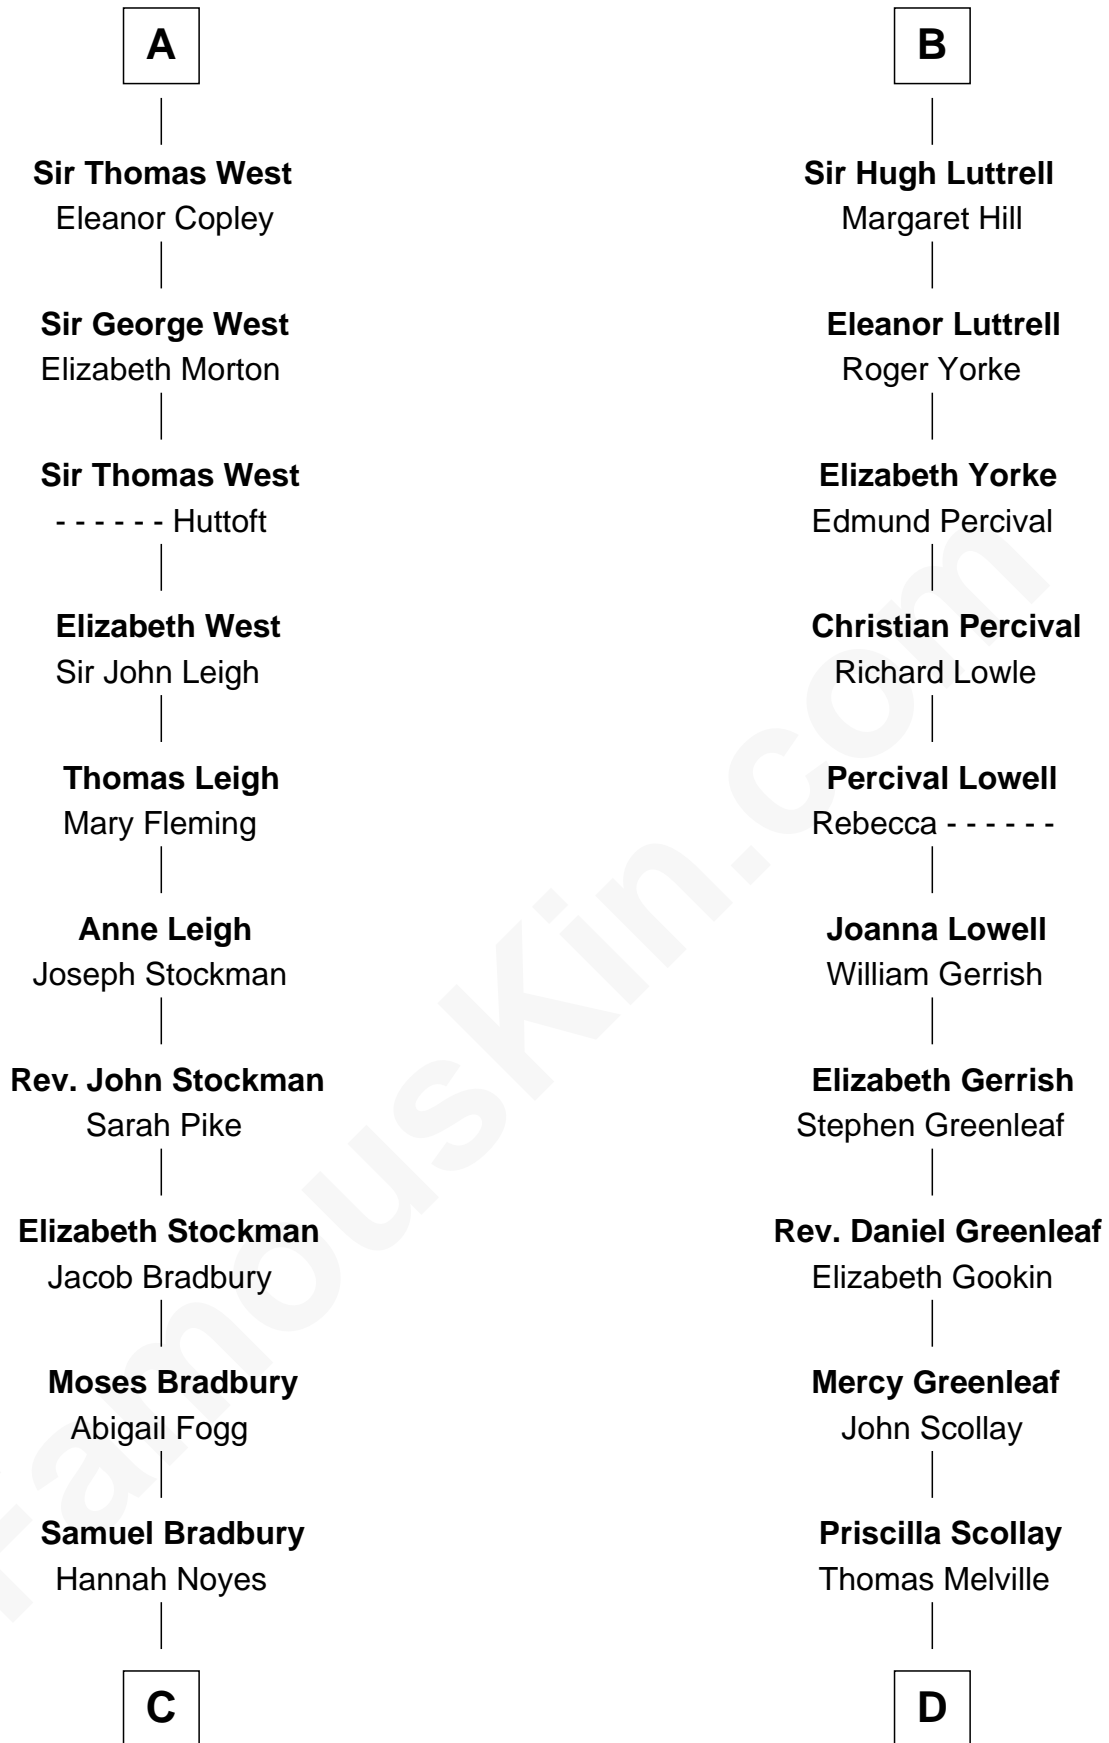 A
Sir Thomas West
Eleanor Copley
Sir George West
Elizabeth Morton
Sir Thomas West
- - - - - - Huttoft
Elizabeth West
Sir John Leigh
Thomas Leigh
Mary Fleming
Anne Leigh
Joseph Stockman
Rev. John Stockman
Sarah Pike
Elizabeth Stockman
Jacob Bradbury
Moses Bradbury
Abigail Fogg
Samuel Bradbury
Hannah Noyes
C
B
Sir Hugh Luttrell
Margaret Hill
Eleanor Luttrell
Roger Yorke
Elizabeth Yorke
Edmund Percival
Christian Percival
Richard Lowle
Percival Lowell
Rebecca - - - - - -
Joanna Lowell
William Gerrish
Elizabeth Gerrish
Stephen Greenleaf
Rev. Daniel Greenleaf
Elizabeth Gookin
Mercy Greenleaf
John Scollay
Priscilla Scollay
Thomas Melville
D
FamousKin.com